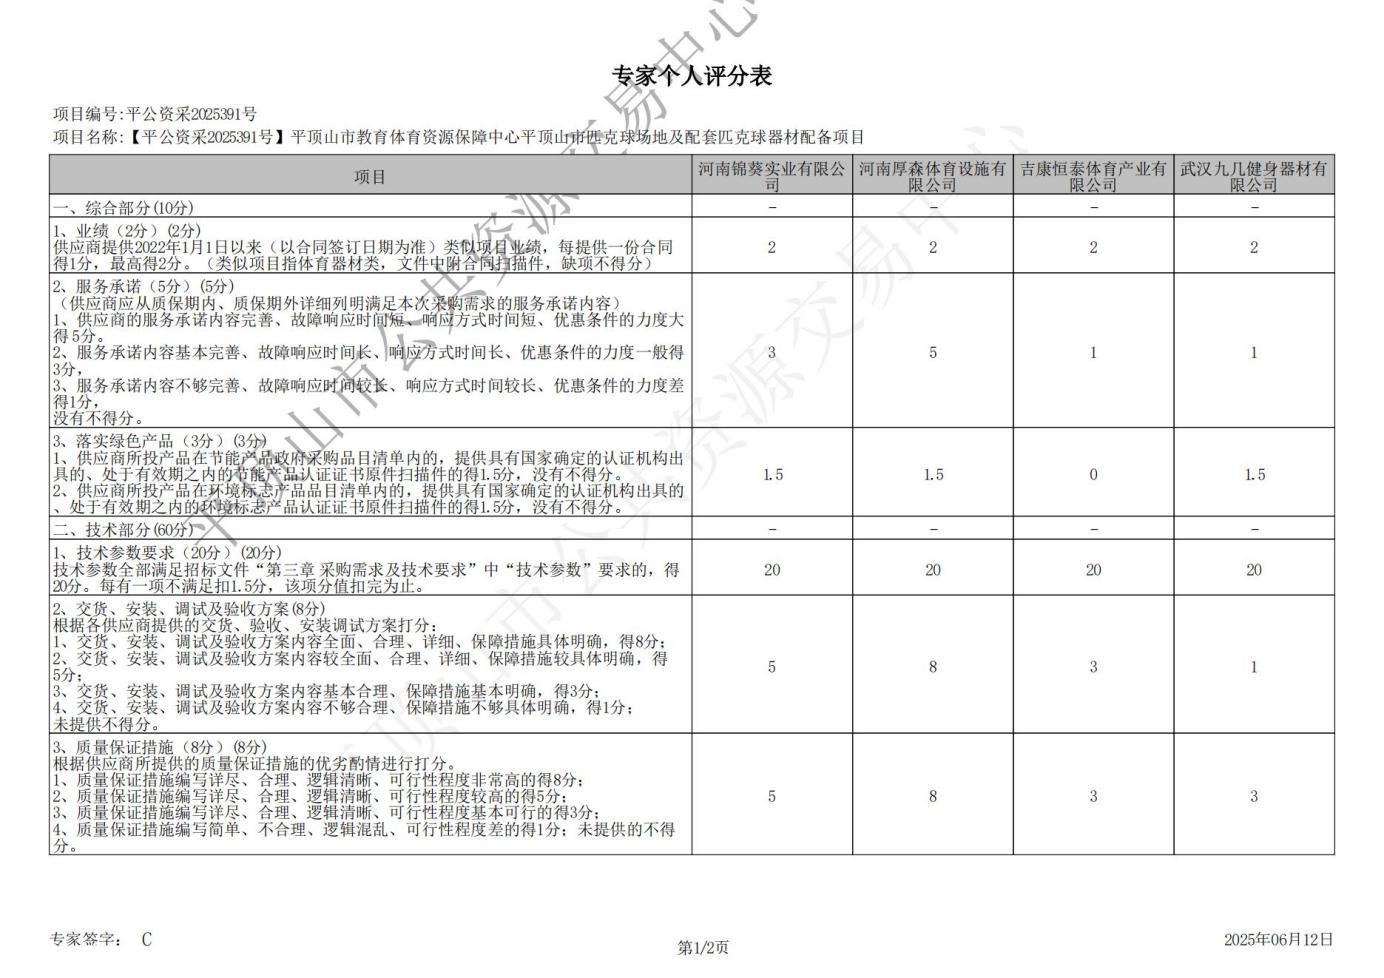 专家个人评分表
项目编号:平公资采2025391号
项目名称:【平公资采2025391号】平顶山市教育体育资源保障中心平顶山市匹克球场地及配套匹克球器材配备项目
项目 河南锦葵实业有限公司 河南厚森体育设施有限公司 吉康恒泰体育产业有限公司 武汉九几健身器材有限公司
一、综合部分(10分) － － － －
1、业绩（2分）(2分)
供应商提供2022年1月1日以来（以合同签订日期为准）类似项目业绩，每提供一份合同
得1分，最高得2分。（类似项目指体育器材类，文件中附合同扫描件，缺项不得分）
2 2 2 2
2、服务承诺（5分）(5分)
（供应商应从质保期内、质保期外详细列明满足本次采购需求的服务承诺内容）
1、供应商的服务承诺内容完善、故障响应时间短、响应方式时间短、优惠条件的力度大
得5分。
2、服务承诺内容基本完善、故障响应时间长、响应方式时间长、优惠条件的力度一般得
3分，
3、服务承诺内容不够完善、故障响应时间较长、响应方式时间较长、优惠条件的力度差
得1分，
没有不得分。
3 5 1 1
3、落实绿色产品（3分）(3分)
1、供应商所投产品在节能产品政府采购品目清单内的，提供具有国家确定的认证机构出
具的、处于有效期之内的节能产品认证证书原件扫描件的得1.5分，没有不得分。
2、供应商所投产品在环境标志产品品目清单内的，提供具有国家确定的认证机构出具的
、处于有效期之内的环境标志产品认证证书原件扫描件的得1.5分，没有不得分。
1.5 1.5 0 1.5
二、技术部分(60分) － － － －
1、技术参数要求（20分）(20分)
技术参数全部满足招标文件“第三章 采购需求及技术要求”中“技术参数”要求的，得
20分。每有一项不满足扣1.5分，该项分值扣完为止。
20 20 20 20
2、交货、安装、调试及验收方案(8分)
根据各供应商提供的交货、验收、安装调试方案打分：
1、交货、安装、调试及验收方案内容全面、合理、详细、保障措施具体明确，得8分；
2、交货、安装、调试及验收方案内容较全面、合理、详细、保障措施较具体明确，得
5分；
3、交货、安装、调试及验收方案内容基本合理、保障措施基本明确，得3分；
4、交货、安装、调试及验收方案内容不够合理、保障措施不够具体明确，得1分；
未提供不得分。
5 8 3 1
3、质量保证措施（8分）(8分)
根据供应商所提供的质量保证措施的优劣酌情进行打分。
1、质量保证措施编写详尽、合理、逻辑清晰、可行性程度非常高的得8分；
2、质量保证措施编写详尽、合理、逻辑清晰、可行性程度较高的得5分；
3、质量保证措施编写详尽、合理、逻辑清晰、可行性程度基本可行的得3分；
4、质量保证措施编写简单、不合理、逻辑混乱、可行性程度差的得1分；未提供的不得
分。
5 8 3 3
平顶山市公共资源交易中心
平顶山市公共资源交易中心
专家签字： C
第1/2页
2025年06月12日